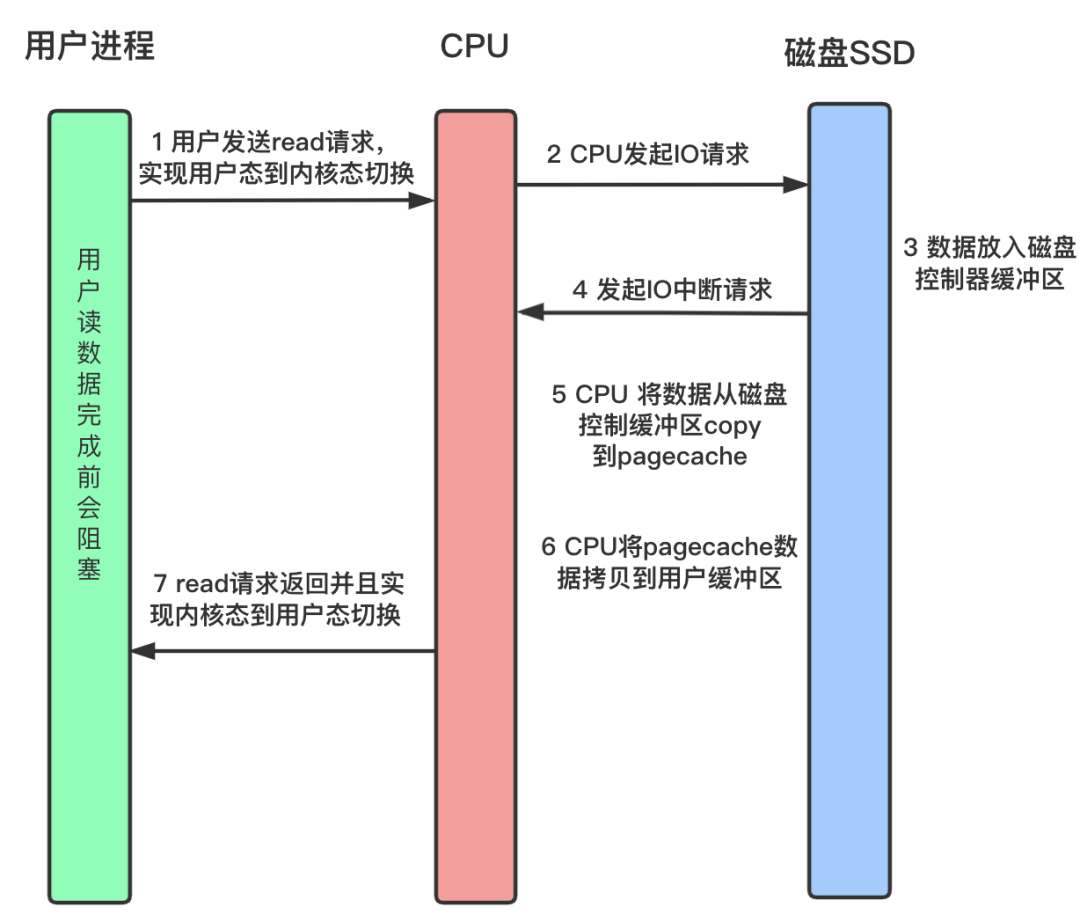 用户进程
CPU
磁盘SSD
1 用户发送read请求，
实现用户态到内核态切换
2 CPU发起IO请求
3 数据放入磁盘
控制器缓冲区
4 发起IO中断请求
用户读数据完成前会阻塞
5 CPU 将数据从磁盘
控制缓冲区copy
到pagecache
6 CPU将pagecache数
据拷贝到用户缓冲区
7 read请求返回并且实
现内核态到用户态切换